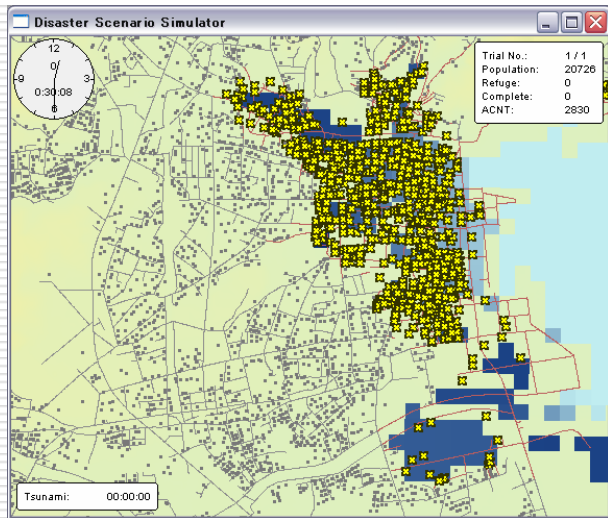 Disaster Scenario Simulator
12
0
9
3
0:30:08
6
Trial No.: 1 / 1
Population: 20726
Refuge: 0
Complete: 0
ACNT: 2830
Tsunami: 00:00:00